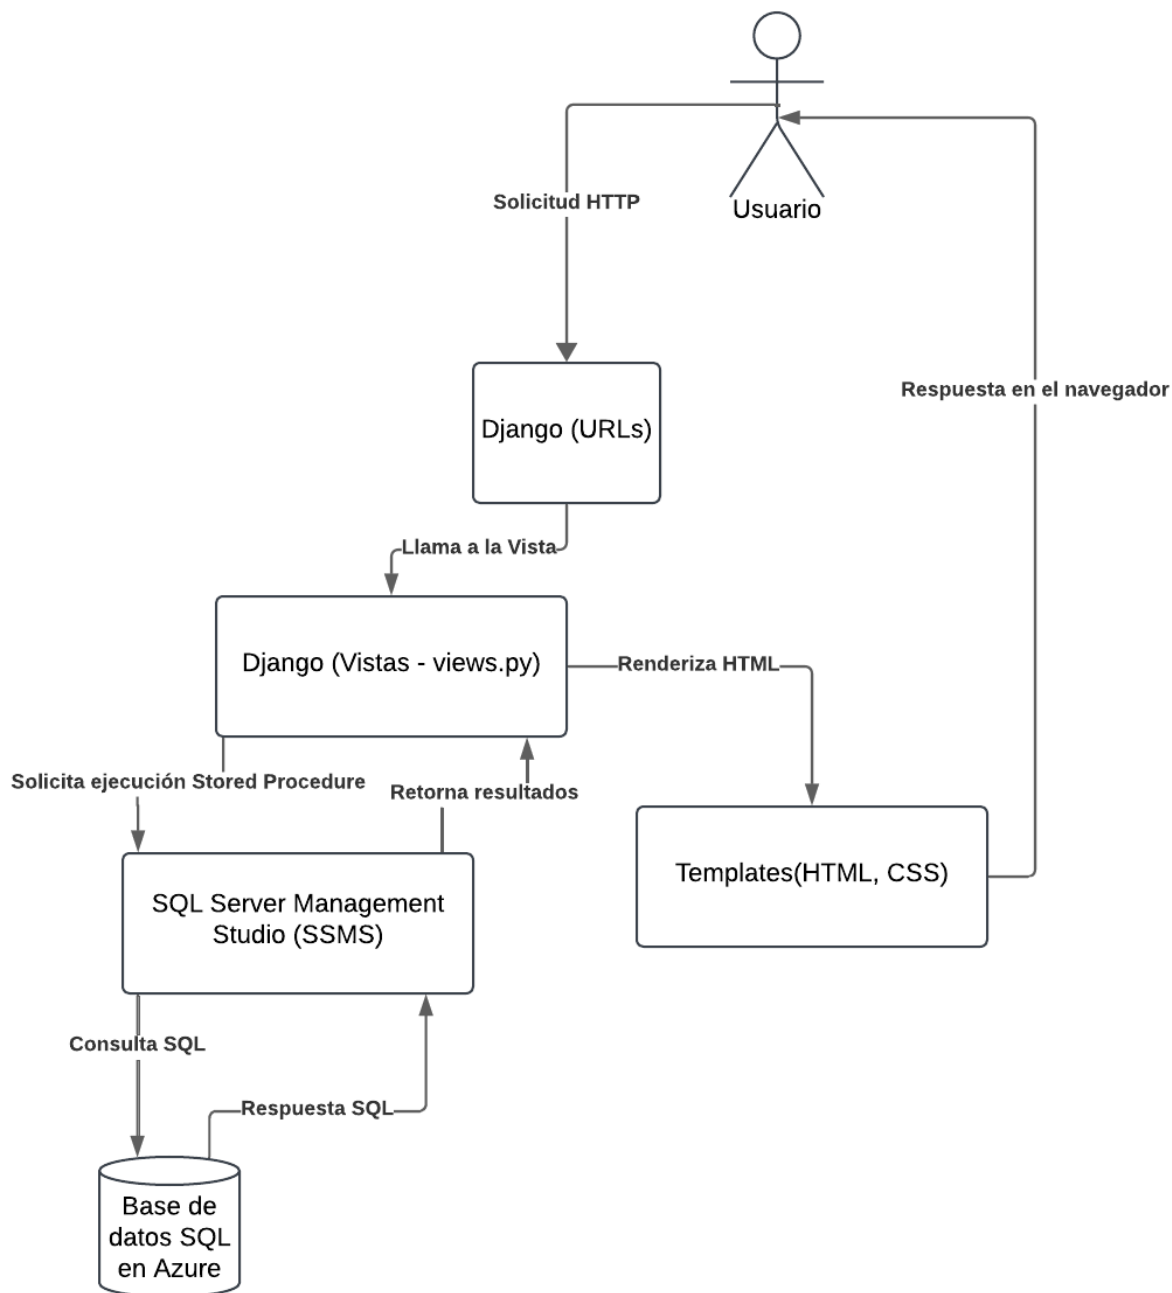 Solicitud HTTP
Usuario
Respuesta en el navegador
Django (URLs)
Llama a la Vista
Django (Vistas - views.py)
Renderiza HTML
Solicita ejecución Stored Procedure
Retorna resultados
Templates(HTML, CSS)
SQL Server Management
Studio (SSMS)
Consulta SQL
Respuesta SQL
Base de
datos SQL
en Azure